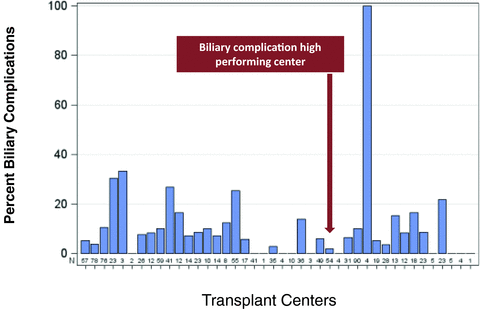 Percent Biliary Complications
100
80
60
40
20
0
Biliary complication high
performing center
N 78 76 23 3 2 26 12 59 41 12 14 23 10 14 8 55 17 41 1 35 4 10 36 3 49 54 4 31 90 4 19 28 13 12 18 23 5 23 5 4 1
Transplant Centers